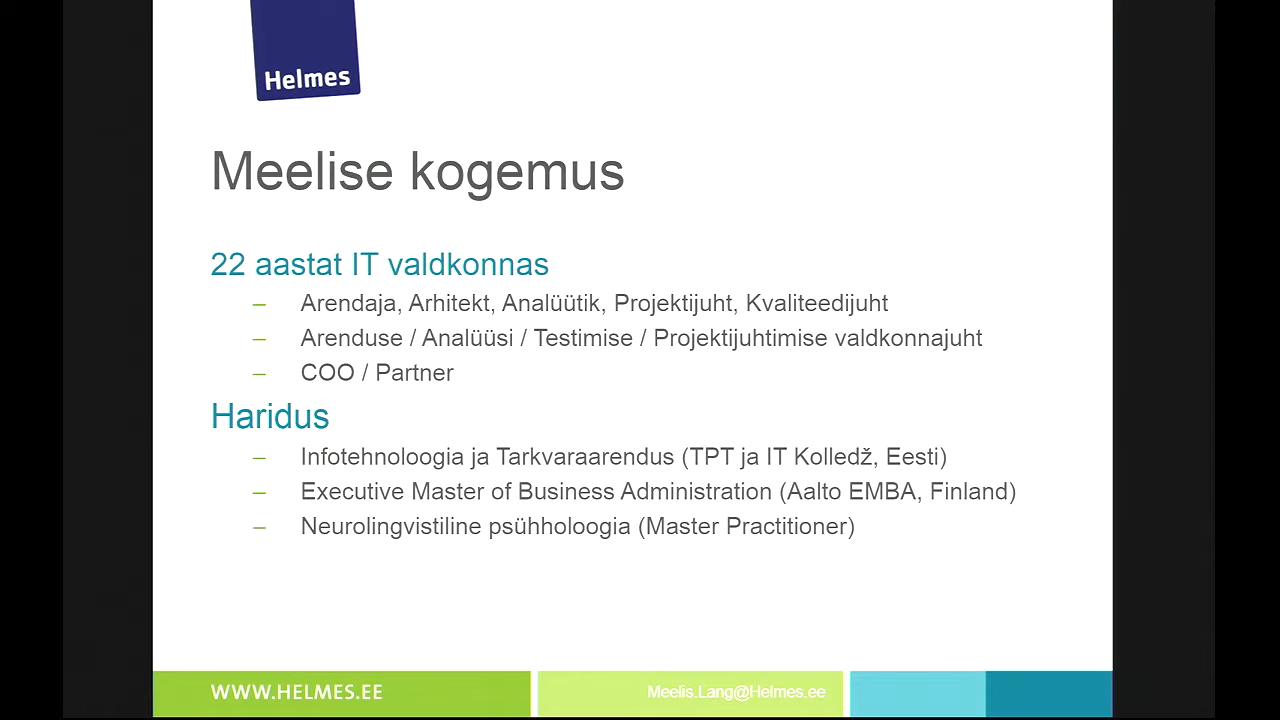 Helmes
Meelise kogemus
22 aastat IT valdkonnas
– Arendaja, Arhitekt, Analüütik, Projektijuht, Kvaliteedijuht
– Arenduse / Analüüsi / Testimise / Projektijuhtimise valdkonnajuht
– COO / Partner
Haridus
– Infotehnoloogia ja Tarkvaraarendus (TPT ja IT Kolledž, Eesti)
– Executive Master of Business Administration (Aalto EMBA, Finland)
– Neurolingvistiline psühholoogia (Master Practitioner)
WWW.HELMES.EE
Meelis.Lang@Helmes.ee